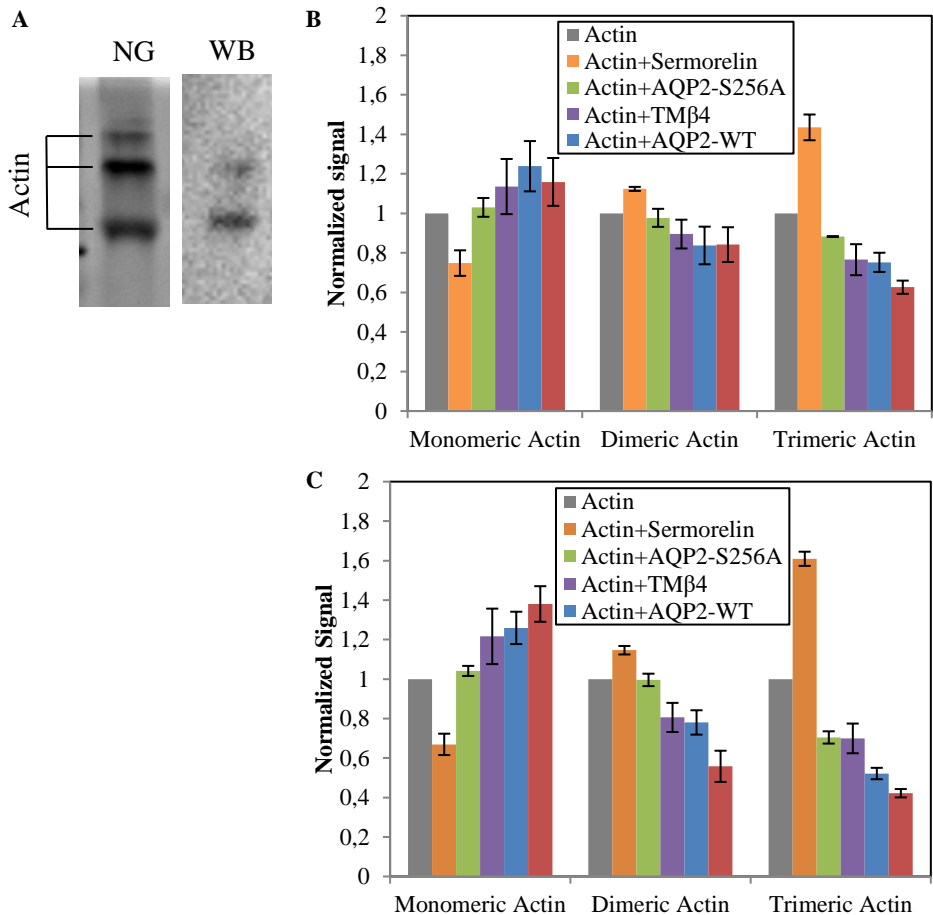 A
NG WB
Actin
B
Normalized signal
2
1,8
1,6
1,4
1,2
1
0,8
0,6
0,4
0,2
0
Actin
Actin+Sermorelin
Actin+AQP2-S256A
Actin+TMβ4
Actin+AQP2-WT
Monomeric Actin Dimeric Actin Trimeric Actin
C
Normalized Signal
2
1,8
1,6
1,4
1,2
1
0,8
0,6
0,4
0,2
0
Actin
Actin+Sermorelin
Actin+AQP2-S256A
Actin+TMβ4
Actin+AQP2-WT
Monomeric Actin Dimeric Actin Trimeric Actin